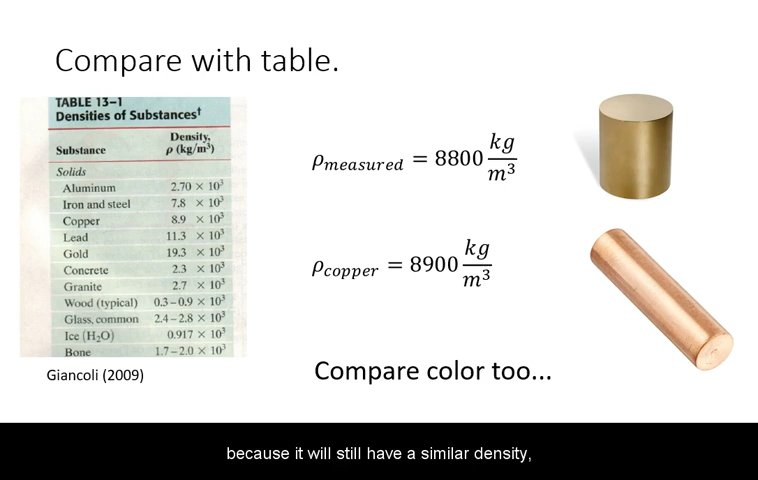 Compare with table.
TABLE 13–1
Densities of Substances†
Substance Density, ρ (kg/m³)
Solids
Aluminum 2.70 × 10³
Iron and steel 7.8 × 10³
Copper 8.9 × 10³
Lead 11.3 × 10³
Gold 19.3 × 10³
Concrete 2.3 × 10³
Granite 2.7 × 10³
Wood (typical) 0.3–0.9 × 10³
Glass, common 2.4–2.8 × 10³
Ice (H₂O) 0.917 × 10³
Bone 1.7–2.0 × 10³
Giancoli (2009)
ρmeasured = 8800 kg/m³
ρcopper = 8900 kg/m³
Compare color too...
because it will still have a similar density,